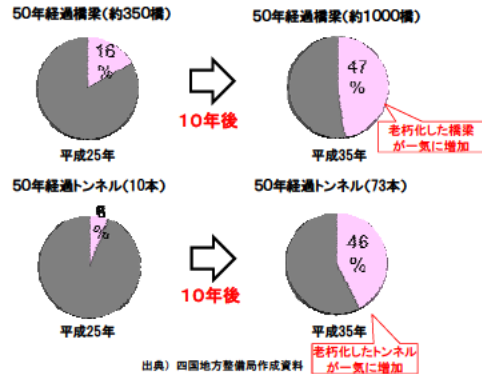 50年経過橋梁(約350橋)
50年経過橋梁(約1000橋)
16
%
47
%
10年後
老朽化した橋梁
が一気に増加
平成25年
平成35年
50年経過トンネル(10本)
50年経過トンネル(73本)
%
46
%
10年後
平成25年
平成35年
老朽化したトンネル
が一気に増加
出典）四国地方整備局作成資料